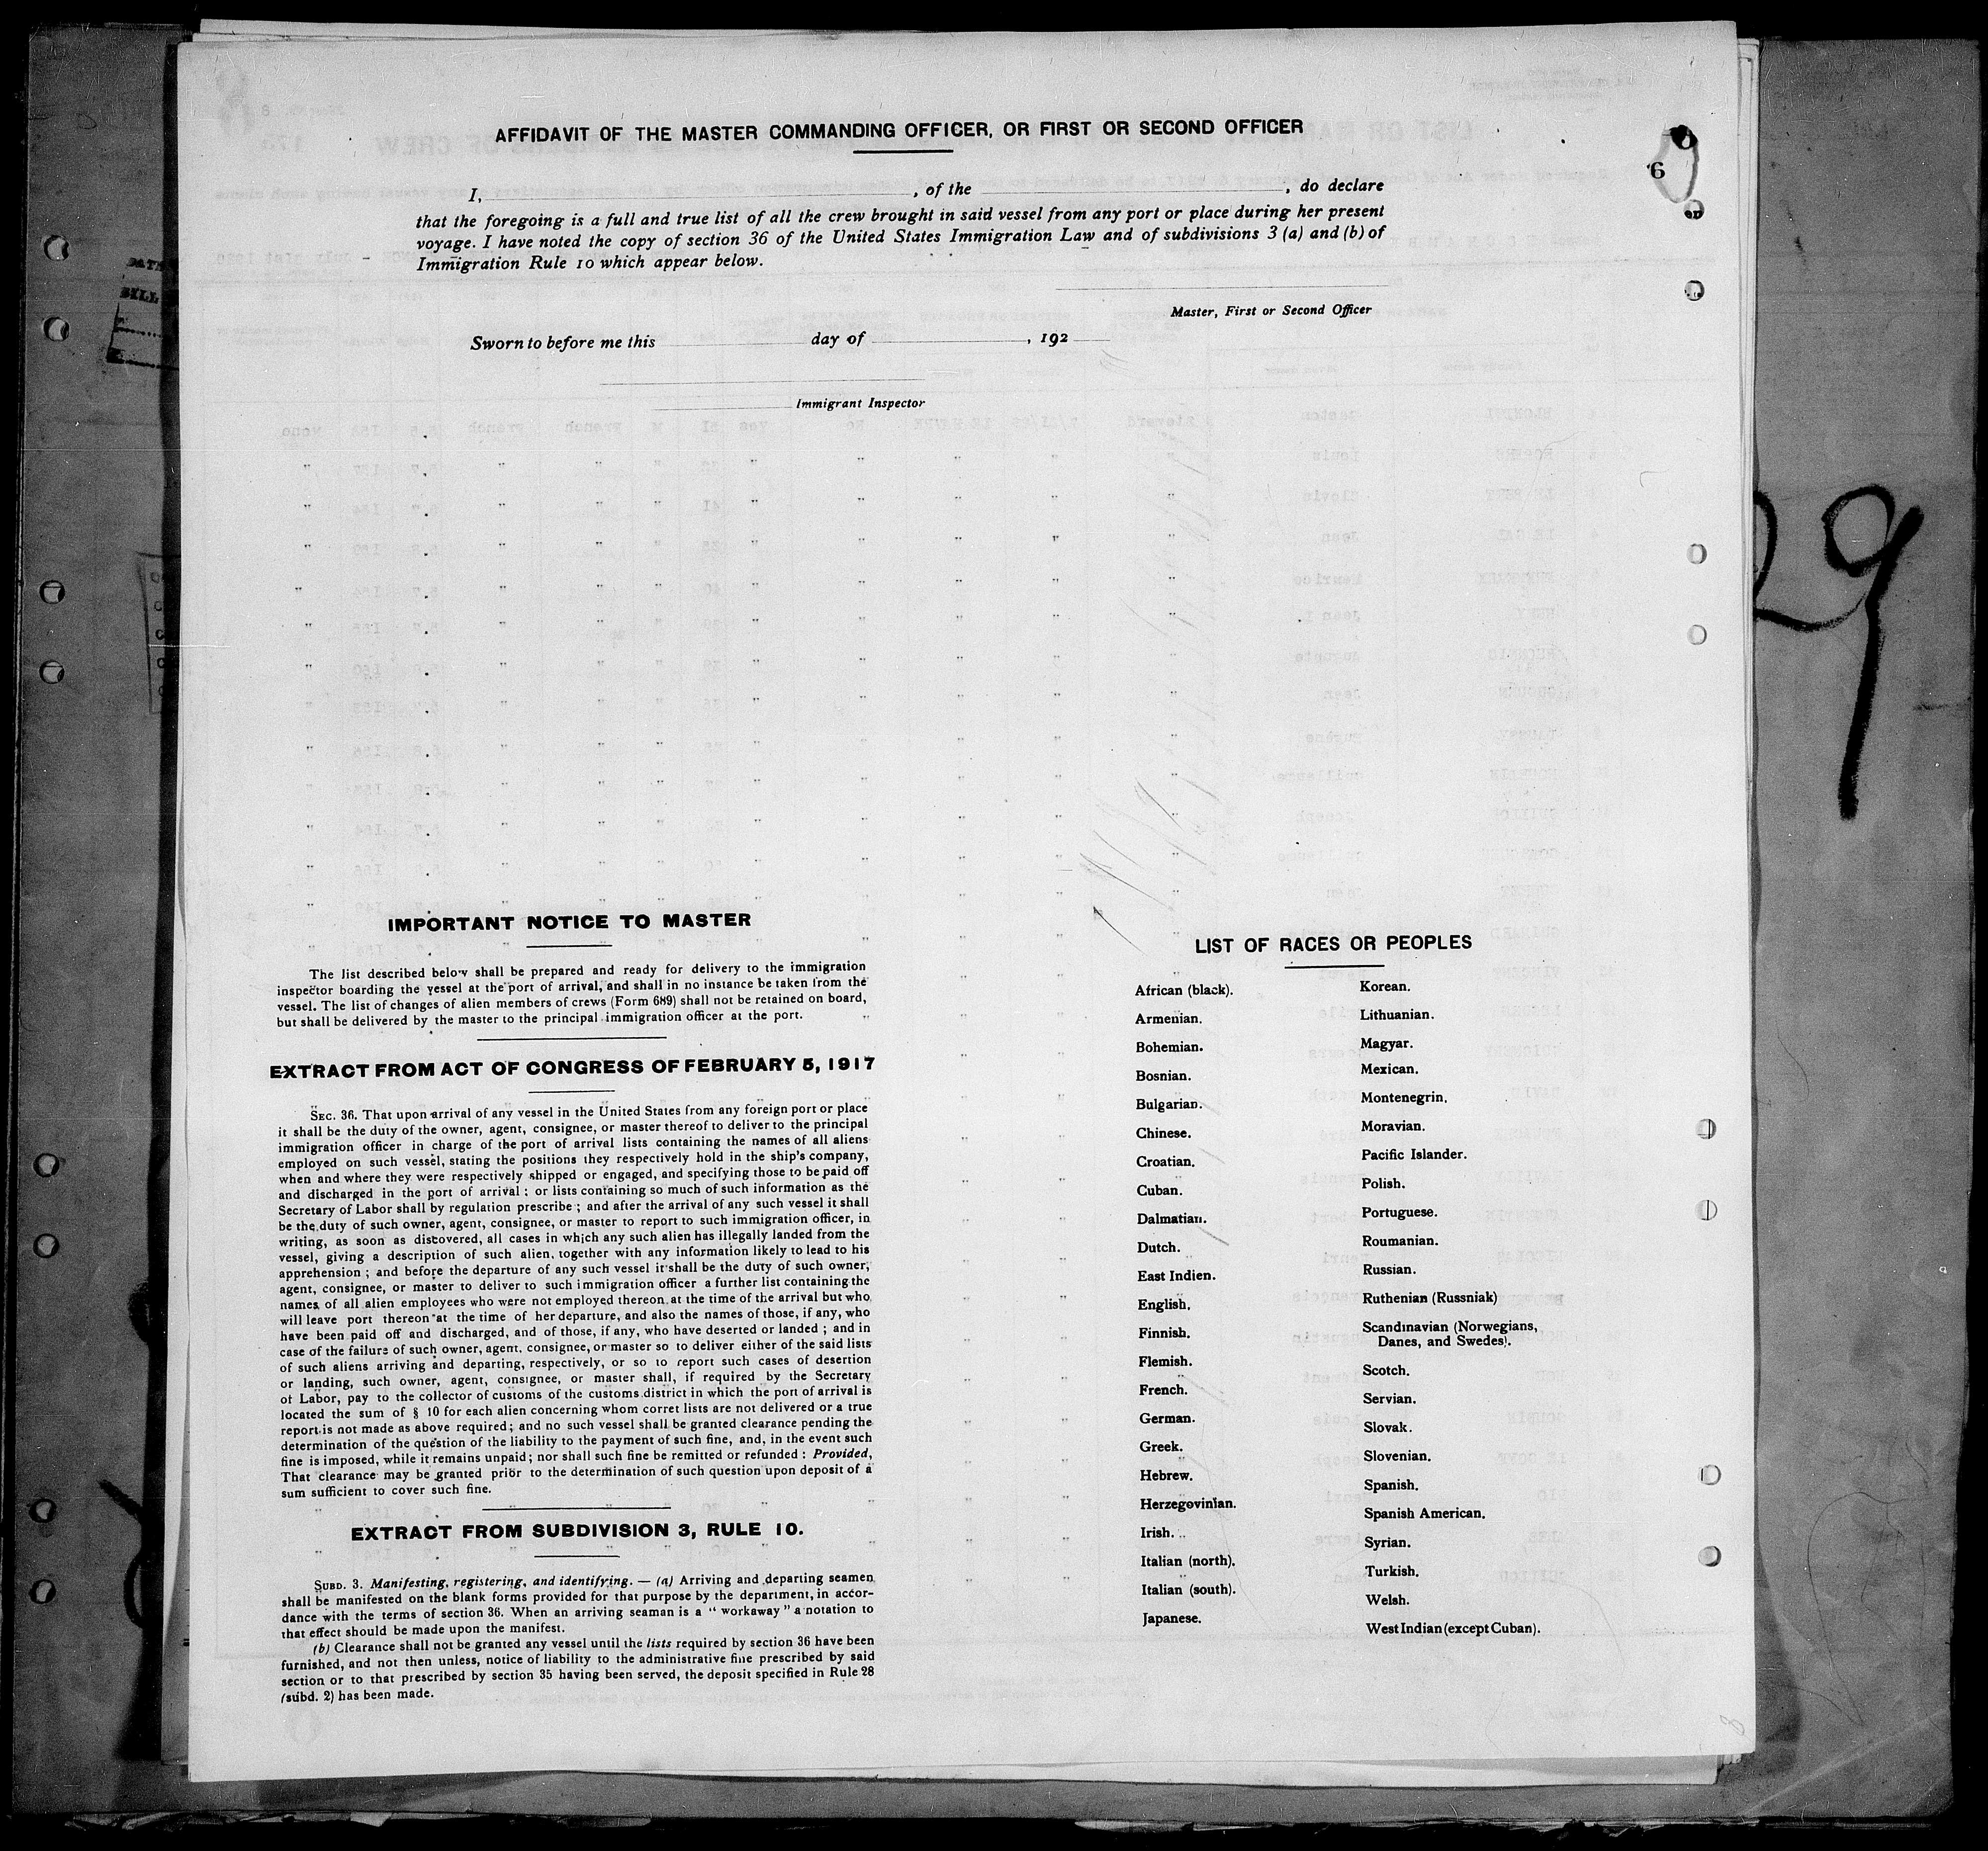 AFFIDAVIT OF THE MASTER COMMANDING OFFICER, OR FIRST OR SECOND OFFICER
6
I, , of the , do declare
that the foregoing is a full and true list of all the crew brought in said vessel from any port or place during her present
voyage. I have noted the copy of section 36 of the United States Immigration Law and of subdivisions 3 (a) and (b) of
Immigration Rule 10 which appear below.
Master, First or Second Officer
Sworn to before me this day of , 192
Immigrant Inspector
29
IMPORTANT NOTICE TO MASTER
The list described below shall be prepared and ready for delivery to the immigration
inspector boarding the vessel at the port of arrival, and shall in no instance be taken from the
vessel. The list of changes of alien members of crews (Form 689) shall not be retained on board,
but shall be delivered by the master to the principal immigration officer at the port.
EXTRACT FROM ACT OF CONGRESS OF FEBRUARY 5, 1917
SEC. 36. That upon arrival of any vessel in the United States from any foreign port or place
it shall be the duty of the owner, agent, consignee, or master thereof to deliver to the principal
immigration officer in charge of the port of arrival lists containing the names of all aliens
employed on such vessel, stating the positions they respectively hold in the ship's company,
when and where they were respectively shipped or engaged, and specifying those to be paid off
and discharged in the port of arrival ; or lists containing so much of such information as the
Secretary of Labor shall by regulation prescribe ; and after the arrival of any such vessel it shall
be the duty of such owner, agent, consignee, or master to report to such immigration officer, in
writing, as soon as discovered, all cases in which any such alien has illegally landed from the
vessel, giving a description of such alien, together with any information likely to lead to his
apprehension ; and before the departure of any such vessel it shall be the duty of such owner,
agent, consignee, or master to deliver to such immigration officer a further list containing the
names of all alien employees who were not employed thereon at the time of the arrival but who
will leave port thereon at the time of her departure, and also the names of those, if any, who
have been paid off and discharged, and of those, if any, who have deserted or landed ; and in
case of the failure of such owner, agent, consignee, or master so to deliver either of the said lists
of such aliens arriving and departing, respectively, or so to report such cases of desertion
or landing, such owner, agent, consignee, or master shall, if required by the Secretary
of Labor, pay to the collector of customs of the customs district in which the port of arrival is
located the sum of § 10 for each alien concerning whom corret lists are not delivered or a true
report is not made as above required ; and no such vessel shall be granted clearance pending the
determination of the question of the liability to the payment of such fine, and, in the event such
fine is imposed, while it remains unpaid ; nor shall such fine be remitted or refunded : Provided,
That clearance may be granted prior to the determination of such question upon deposit of a
sum sufficient to cover such fine.
EXTRACT FROM SUBDIVISION 3, RULE 10.
SUBD. 3. Manifesting, registering, and identifying. — (a) Arriving and departing seamen
shall be manifested on the blank forms provided for that purpose by the department, in accor-
dance with the terms of section 36. When an arriving seaman is a " workaway " a notation to
that effect should be made upon the manifest.
(b) Clearance shall not be granted any vessel until the lists required by section 36 have been
furnished, and not then unless, notice of liability to the administrative fine prescribed by said
section or to that prescribed by section 35 having been served, the deposit specified in Rule 28
(subd. 2) has been made.
LIST OF RACES OR PEOPLES
African (black).
Armenian.
Bohemian.
Bosnian.
Bulgarian.
Chinese.
Croatian.
Cuban.
Dalmatian.
Dutch.
East Indien.
English.
Finnish.
Flemish.
French.
German.
Greek.
Hebrew.
Herzegovinian.
Irish.
Italian (north).
Italian (south).
Japanese.
Korean.
Lithuanian.
Magyar.
Mexican.
Montenegrin.
Moravian.
Pacific Islander.
Polish.
Portuguese.
Roumanian.
Russian.
Ruthenian (Russniak)
Scandinavian (Norwegians,
Danes, and Swedes).
Scotch.
Servian.
Slovak.
Slovenian.
Spanish.
Spanish American.
Syrian.
Turkish.
Welsh.
West Indian (except Cuban).